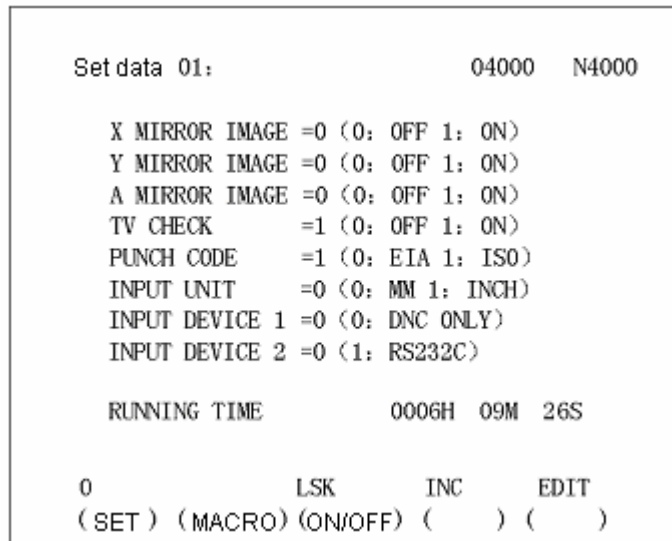 Set data 01: 04000 N4000
X MIRROR IMAGE =0 (0: OFF 1: ON)
Y MIRROR IMAGE =0 (0: OFF 1: ON)
A MIRROR IMAGE =0 (0: OFF 1: ON)
TV CHECK =1 (0: OFF 1: ON)
PUNCH CODE =1 (0: EIA 1: ISO)
INPUT UNIT =0 (0: MM 1: INCH)
INPUT DEVICE 1 =0 (0: DNC ONLY)
INPUT DEVICE 2 =0 (1: RS232C)
RUNNING TIME 0006H 09M 26S
0 LSK INC EDIT
( SET ) (MACRO) (ON/OFF) ( ) ( )